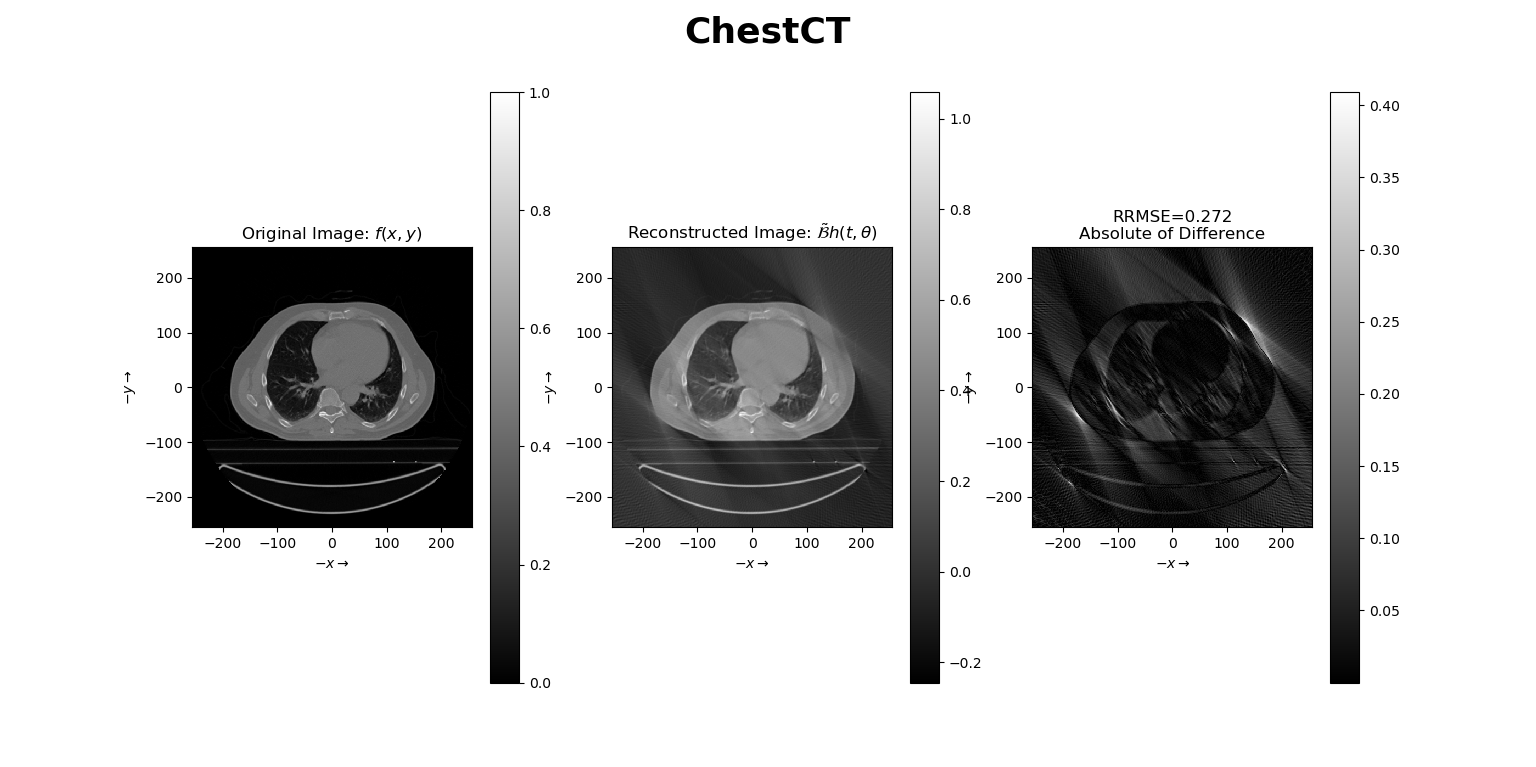 ChestCT
Original Image: f(x, y)
Reconstructed Image: B̃h(t, θ)
RRMSE=0.272
Absolute of Difference
200
100
0
−100
−200
−y→
−200 −100 0 100 200
−x→
1.0
0.8
0.6
0.4
0.2
0.0
200
100
0
−100
−200
−y→
−200 −100 0 100 200
−x→
1.0
0.8
0.6
0.4
0.2
0.0
−0.2
200
100
0
−100
−200
−y→
−200 −100 0 100 200
−x→
0.40
0.35
0.30
0.25
0.20
0.15
0.10
0.05